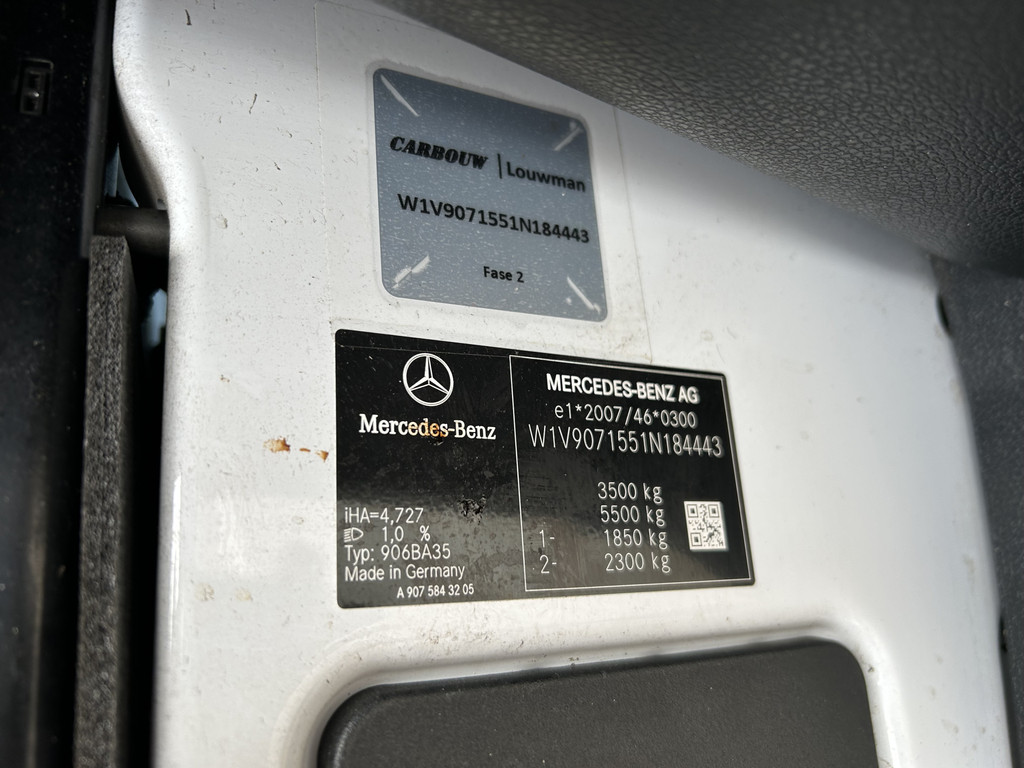 CARBOUW | Louwman
W1V9071551N184443
Fase 2
Mercedes-Benz
iHA=4,727
1,0 %
Typ: 906BA35
Made in Germany
A 907 584 32 05
MERCEDES-BENZ AG
e1*2007/46*0300
W1V9071551N184443
3500 kg
5500 kg
1- 1850 kg
2- 2300 kg